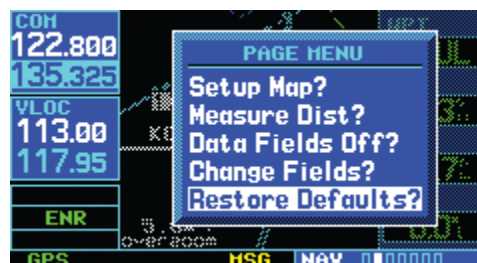 COM
122.800
135.325
VLOC
113.00
117.95
ENR
PAGE MENU
Setup Map?
Measure Dist?
Data Fields Off?
Change Fields?
Restore Defaults?
overzoom
GPS
MSG NAV